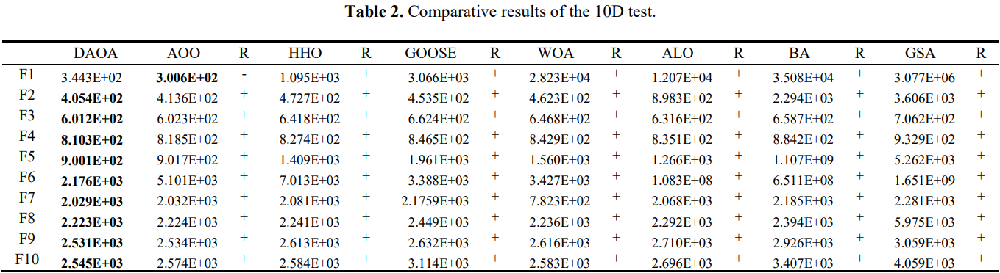 Table 2. Comparative results of the 10D test.
DAOA AOO R HHO R GOOSE R WOA R ALO R BA R GSA R
F1 3.443E+02 3.006E+02 - 1.095E+03 + 3.066E+03 + 2.823E+04 + 1.207E+04 + 3.508E+04 + 3.077E+06 +
F2 4.054E+02 4.136E+02 + 4.727E+02 + 4.535E+02 + 4.623E+02 + 8.983E+02 + 2.294E+03 + 3.606E+03 +
F3 6.012E+02 6.023E+02 + 6.418E+02 + 6.624E+02 + 6.468E+02 + 6.316E+02 + 6.587E+02 + 7.062E+02 +
F4 8.103E+02 8.185E+02 + 8.274E+02 + 8.465E+02 + 8.429E+02 + 8.351E+02 + 8.842E+02 + 9.329E+02 +
F5 9.001E+02 9.017E+02 + 1.409E+03 + 1.961E+03 + 1.560E+03 + 1.266E+03 + 1.107E+09 + 5.262E+03 +
F6 2.176E+03 5.101E+03 + 7.013E+03 + 3.388E+03 + 3.427E+03 + 1.083E+08 + 6.511E+08 + 1.651E+09 +
F7 2.029E+03 2.032E+03 + 2.081E+03 + 2.1759E+03 + 7.823E+02 + 2.068E+03 + 2.185E+03 + 2.281E+03 +
F8 2.223E+03 2.224E+03 + 2.241E+03 + 2.449E+03 + 2.236E+03 + 2.292E+03 + 2.394E+03 + 5.975E+03 +
F9 2.531E+03 2.534E+03 + 2.613E+03 + 2.632E+03 + 2.616E+03 + 2.710E+03 + 2.926E+03 + 3.059E+03 +
F10 2.545E+03 2.574E+03 + 2.584E+03 + 3.114E+03 + 2.583E+03 + 2.696E+03 + 3.407E+03 + 4.059E+03 +